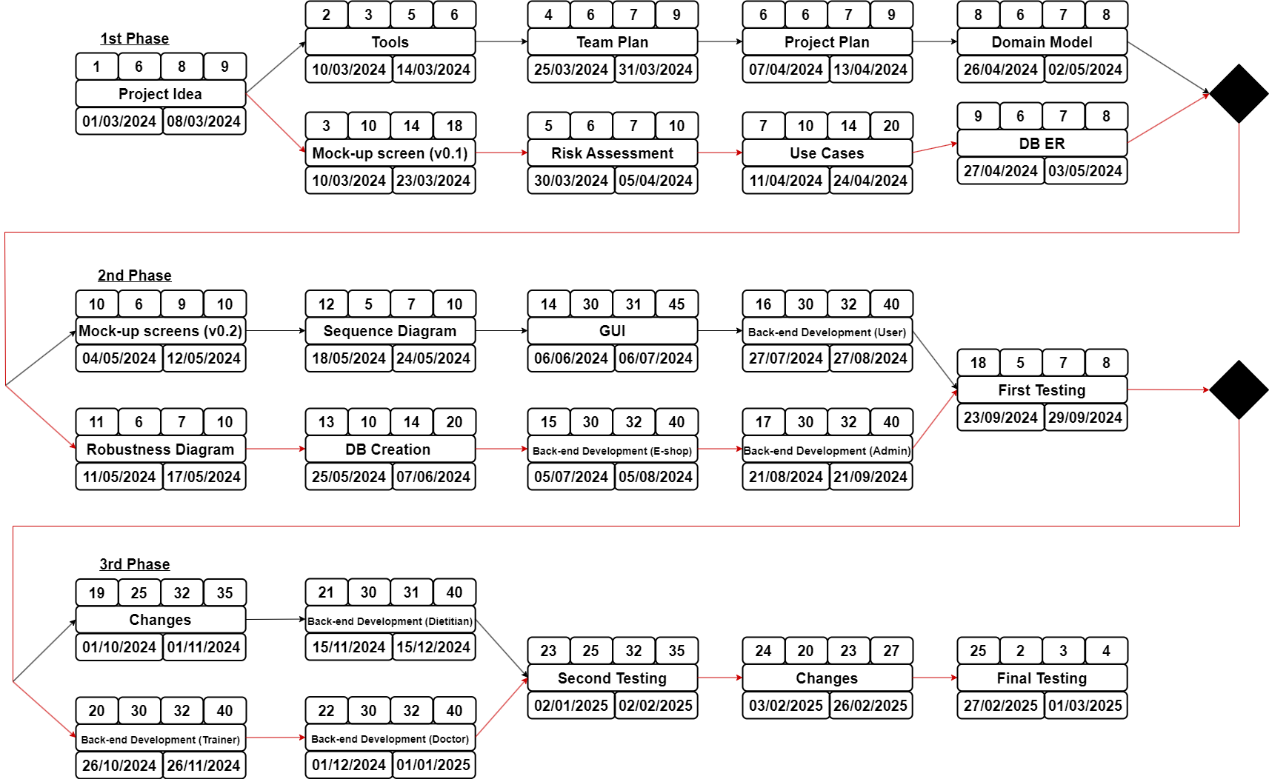 1st Phase
1 6 8 9
Project Idea
01/03/2024 08/03/2024
2 3 5 6
Tools
10/03/2024 14/03/2024
4 6 7 9
Team Plan
25/03/2024 31/03/2024
6 6 7 9
Project Plan
07/04/2024 13/04/2024
8 6 7 8
Domain Model
26/04/2024 02/05/2024
3 10 14 18
Mock-up screen (v0.1)
10/03/2024 23/03/2024
5 6 7 10
Risk Assessment
30/03/2024 05/04/2024
7 10 14 20
Use Cases
11/04/2024 24/04/2024
9 6 7 8
DB ER
27/04/2024 03/05/2024
2nd Phase
10 6 9 10
Mock-up screens (v0.2)
04/05/2024 12/05/2024
12 5 7 10
Sequence Diagram
18/05/2024 24/05/2024
14 30 31 45
GUI
06/06/2024 06/07/2024
16 30 32 40
Back-end Development (User)
27/07/2024 27/08/2024
11 6 7 10
Robustness Diagram
11/05/2024 17/05/2024
13 10 14 20
DB Creation
25/05/2024 07/06/2024
15 30 32 40
Back-end Development (E-shop)
05/07/2024 05/08/2024
17 30 32 40
Back-end Development (Admin)
21/08/2024 21/09/2024
18 5 7 8
First Testing
23/09/2024 29/09/2024
3rd Phase
19 25 32 35
Changes
01/10/2024 01/11/2024
21 30 31 40
Back-end Development (Dietitian)
15/11/2024 15/12/2024
20 30 32 40
Back-end Development (Trainer)
26/10/2024 26/11/2024
22 30 32 40
Back-end Development (Doctor)
01/12/2024 01/01/2025
23 25 32 35
Second Testing
02/01/2025 02/02/2025
24 20 23 27
Changes
03/02/2025 26/02/2025
25 2 3 4
Final Testing
27/02/2025 01/03/2025